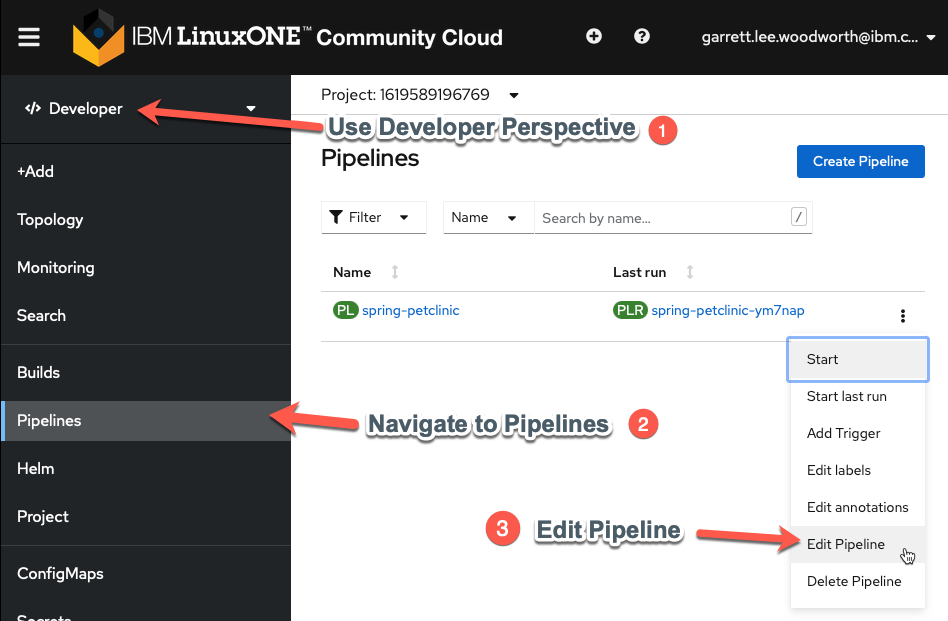 IBM LinuxONE™ Community Cloud
garrett.lee.woodworth@ibm.c...
</> Developer
Project: 1619589196769
Use Developer Perspective 1
Pipelines
Create Pipeline
+Add
Topology
Monitoring
Search
Builds
Pipelines
Helm
Project
ConfigMaps
Secrets
Filter
Name
Search by name...
/
Name
Last run
PL spring-petclinic
PLR spring-petclinic-ym7nap
Start
Start last run
Add Trigger
Edit labels
Edit annotations
Edit Pipeline
Delete Pipeline
Navigate to Pipelines 2
3 Edit Pipeline